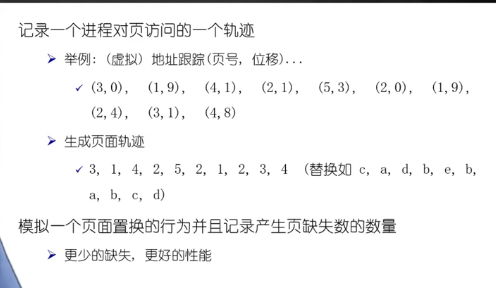 记录一个进程对页访问的一个轨迹
举例：(虚拟) 地址跟踪(页号, 位移)...
(3,0), (1,9), (4,1), (2,1), (5,3), (2,0), (1,9),
(2,4), (3,1), (4,8)
生成页面轨迹
3, 1, 4, 2, 5, 2, 1, 2, 3, 4 (替换如 c, a, d, b, e, b,
a, b, c, d)
模拟一个页面置换的行为并且记录产生页缺失数的数量
更少的缺失, 更好的性能